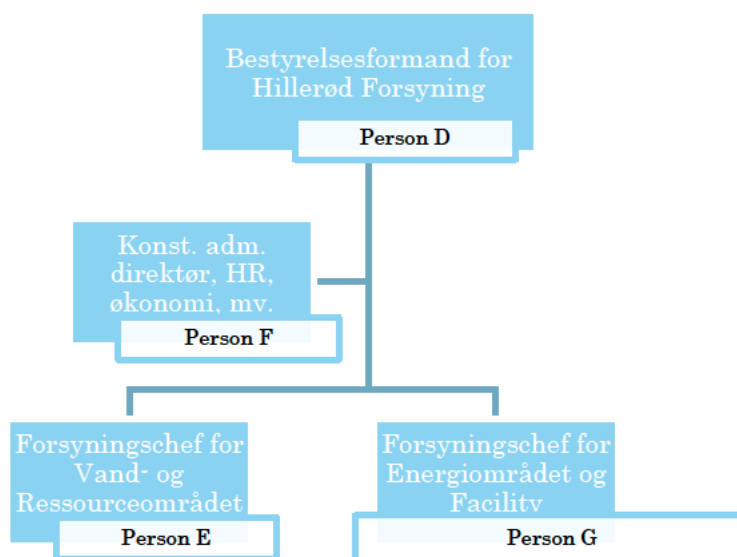 Bestyrelsesformand for
Hillerød Forsyning
Person D
Konst. adm.
direktør, HR,
økonomi, mv.
Person F
Forsyningschef for
Vand- og
Ressourceområdet
Person E
Forsyningschef for
Energiområdet og
Facility
Person G